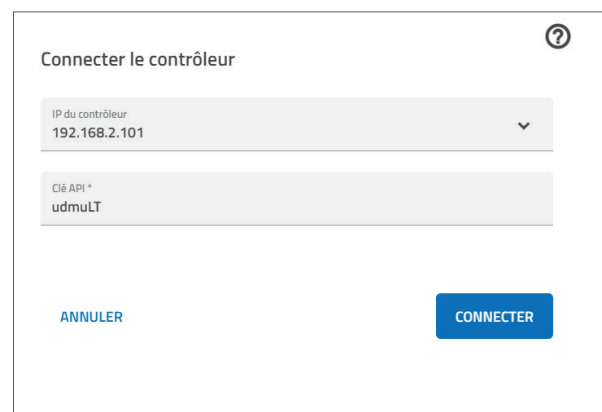 Connecter le contrôleur
IP du contrôleur
192.168.2.101
Clé API *
udmuLT
ANNULER
CONNECTER